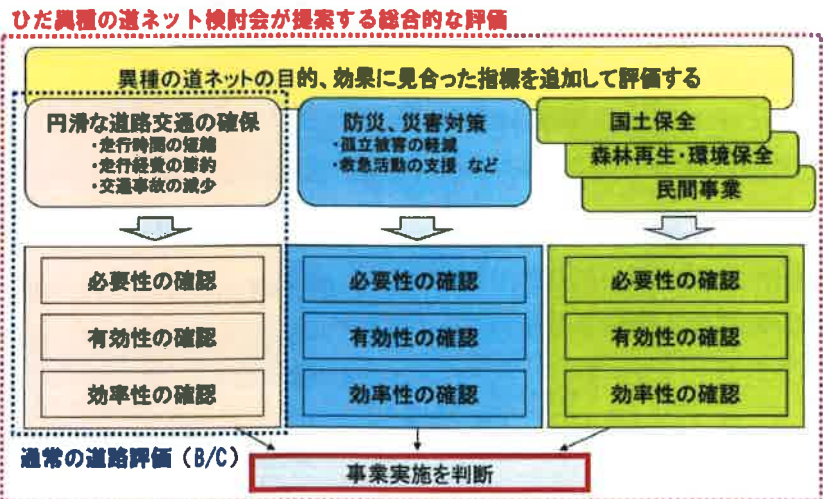 ひだ異種の道ネット検討会が提案する総合的な評価
異種の道ネットの目的、効果に見合った指標を追加して評価する
円滑な道路交通の確保
・走行時間の短縮
・走行経費の節約
・交通事故の減少
防災、災害対策
・孤立被害の軽減
・救急活動の支援 など
国土保全
森林再生・環境保全
民間事業
必要性の確認
有効性の確認
効率性の確認
必要性の確認
有効性の確認
効率性の確認
必要性の確認
有効性の確認
効率性の確認
通常の道路評価（B/C）
事業実施を判断